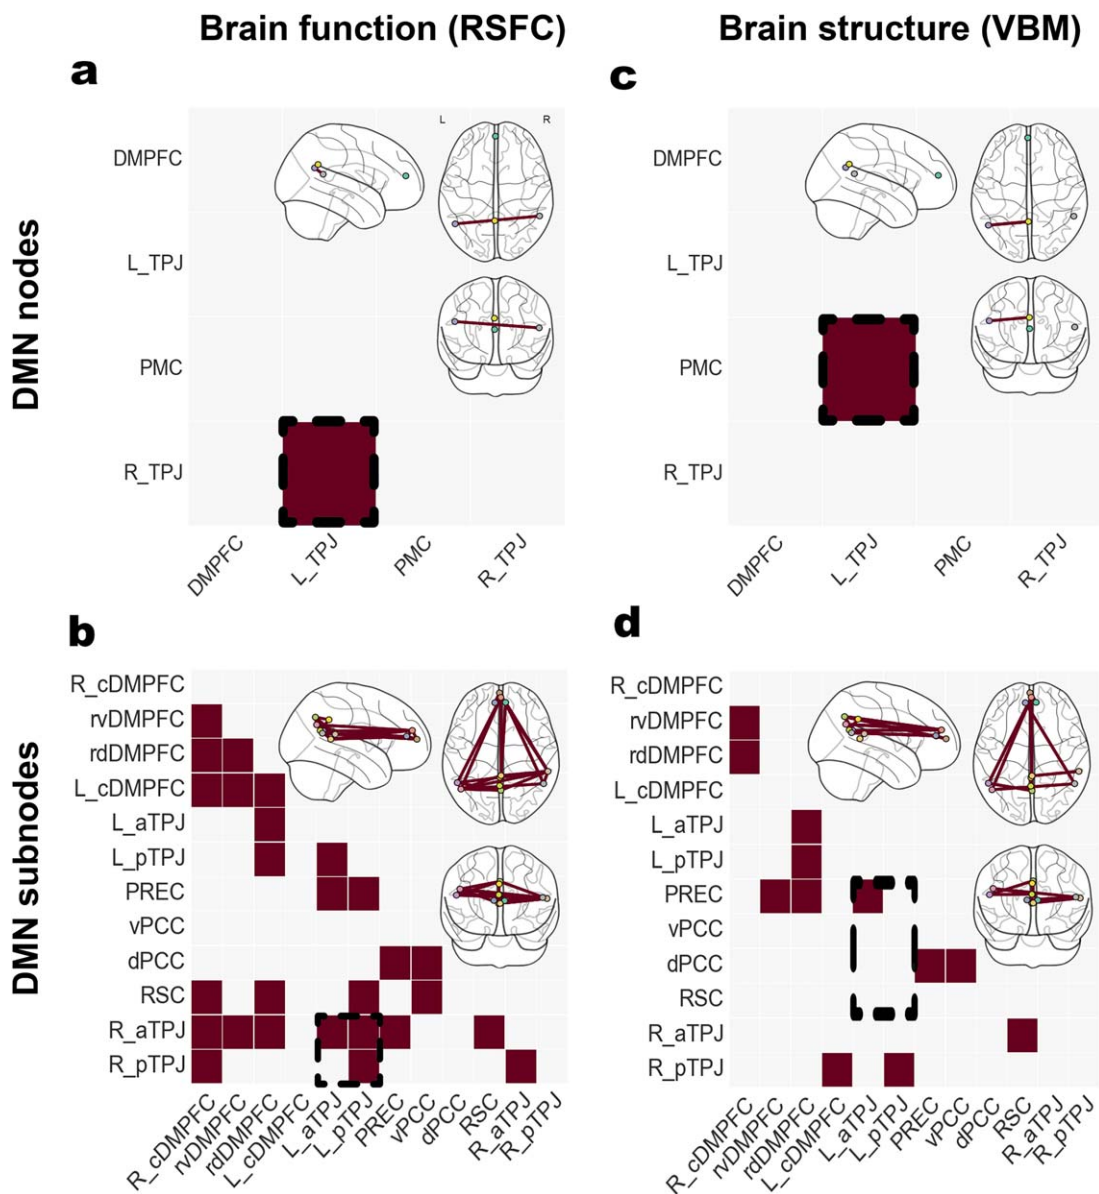 Brain function (RSFC)
Brain structure (VBM)
a
c
DMN nodes
DMPFC
L_TPJ
PMC
R_TPJ
L
R
DMPFC
L_TPJ
PMC
R_TPJ
DMPFC
L_TPJ
PMC
R_TPJ
DMPFC
L_TPJ
PMC
R_TPJ
b
d
DMN subnodes
R_cDMPFC
rvDMPFC
rdDMPFC
L_cDMPFC
L_aTPJ
L_pTPJ
PREC
vPCC
dPCC
RSC
R_aTPJ
R_pTPJ
R_cDMPFC
rvDMPFC
rdDMPFC
L_cDMPFC
L_aTPJ
L_pTPJ
PREC
vPCC
dPCC
RSC
R_aTPJ
R_pTPJ
R_cDMPFC
rvDMPFC
rdDMPFC
L_cDMPFC
L_aTPJ
L_pTPJ
PREC
vPCC
dPCC
RSC
R_aTPJ
R_pTPJ
R_cDMPFC
rvDMPFC
rdDMPFC
L_cDMPFC
L_aTPJ
L_pTPJ
PREC
vPCC
dPCC
RSC
R_aTPJ
R_pTPJ